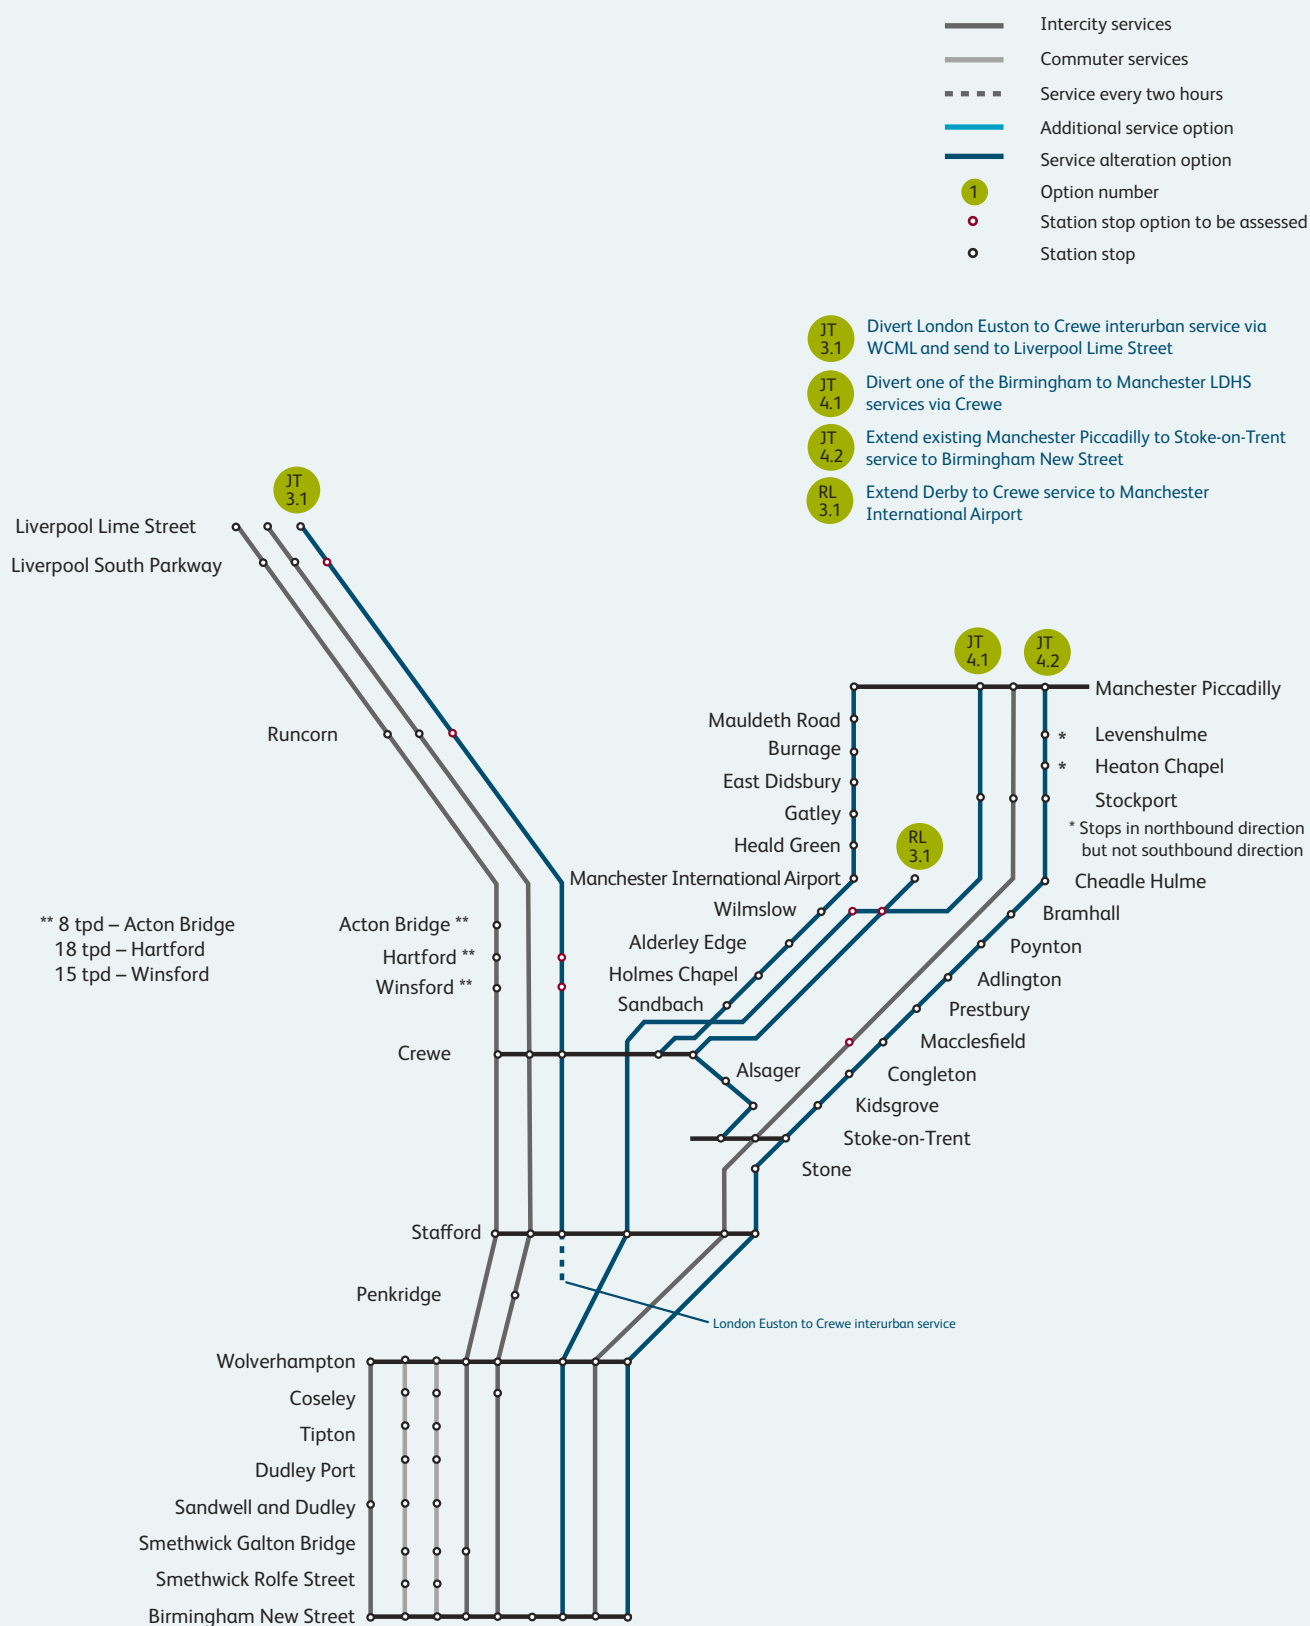 Intercity services
Commuter services
Service every two hours
Additional service option
Service alteration option
1
Option number
Station stop option to be assessed
Station stop
JT
3.1
Divert London Euston to Crewe interurban service via
WCML and send to Liverpool Lime Street
JT
4.1
Divert one of the Birmingham to Manchester LDHS
services via Crewe
JT
4.2
Extend existing Manchester Piccadilly to Stoke-on-Trent
service to Birmingham New Street
RL
3.1
Extend Derby to Crewe service to Manchester
International Airport
JT
3.1
Liverpool Lime Street
Liverpool South Parkway
Runcorn
JT
4.1
JT
4.2
Manchester Piccadilly
Mauldeth Road
Burnage
East Didsbury
Gatley
Heald Green
Manchester International Airport
RL
3.1
* Levenshulme
* Heaton Chapel
Stockport
* Stops in northbound direction
but not southbound direction
Cheadle Hulme
Bramhall
Poynton
Adlington
Prestbury
Macclesfield
Congleton
Kidsgrove
Stoke-on-Trent
Stone
Wilmslow
Alderley Edge
Holmes Chapel
Sandbach
** 8 tpd – Acton Bridge
18 tpd – Hartford
15 tpd – Winsford
Acton Bridge **
Hartford **
Winsford **
Crewe
Alsager
Stafford
Penkridge
London Euston to Crewe interurban service
Wolverhampton
Coseley
Tipton
Dudley Port
Sandwell and Dudley
Smethwick Galton Bridge
Smethwick Rolfe Street
Birmingham New Street